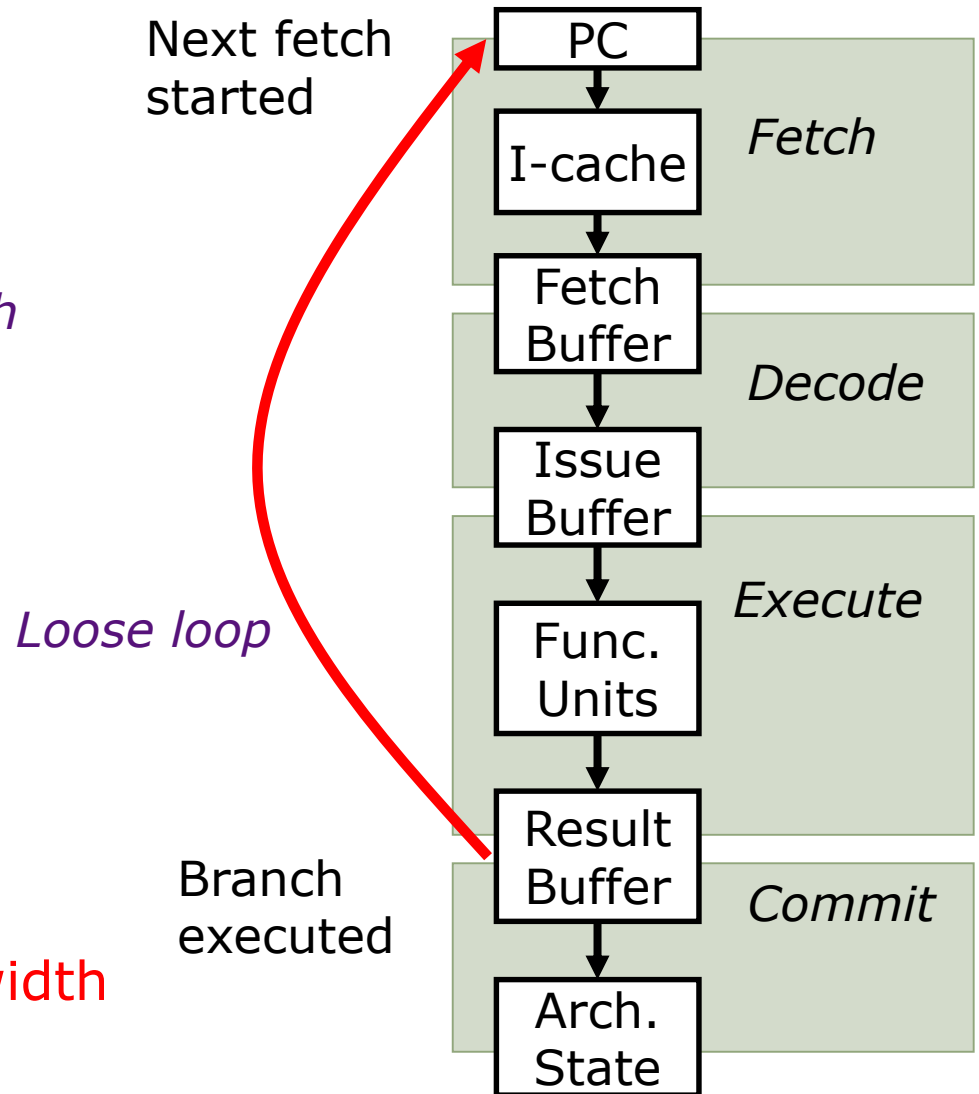 Next fetch
started
PC
I-cache
Fetch
Fetch
Buffer
Decode
Issue
Buffer
Loose loop
Func.
Units
Execute
Result
Buffer
Branch
executed
Commit
Arch.
State